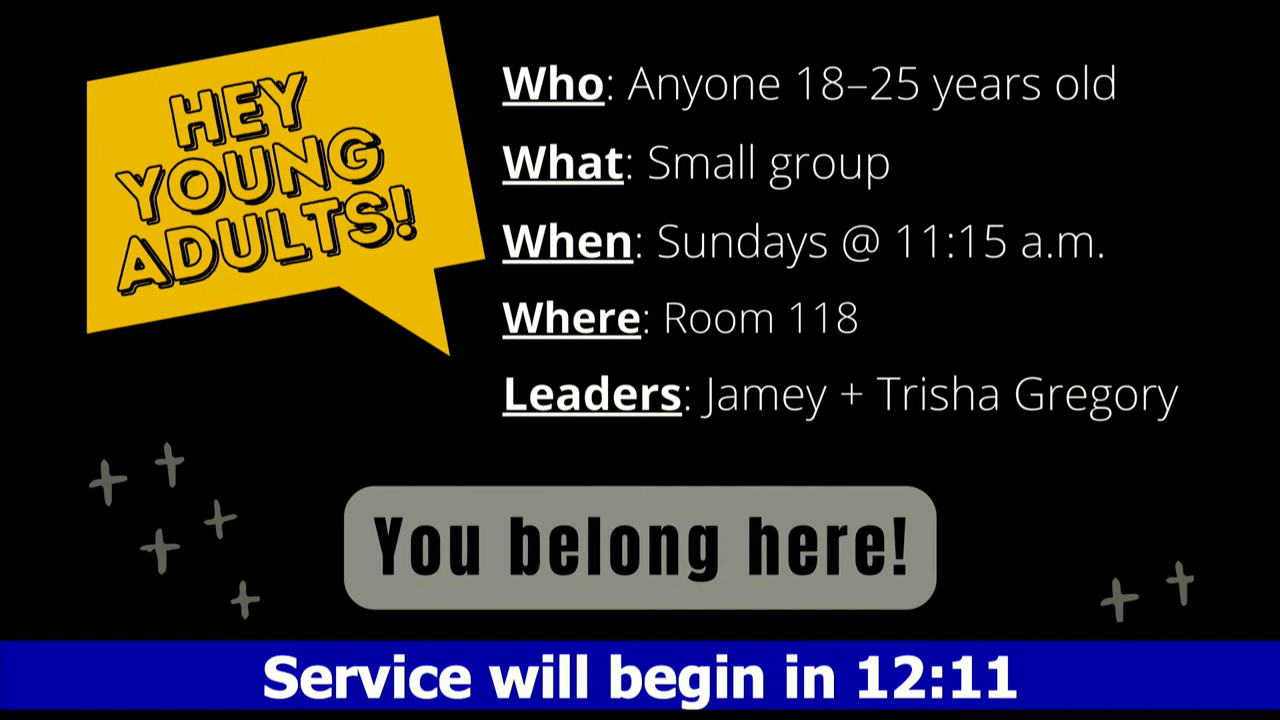 HEY
YOUNG
ADULTS!
Who: Anyone 18–25 years old
What: Small group
When: Sundays @ 11:15 a.m.
Where: Room 118
Leaders: Jamey + Trisha Gregory
You belong here!
Service will begin in 12:11